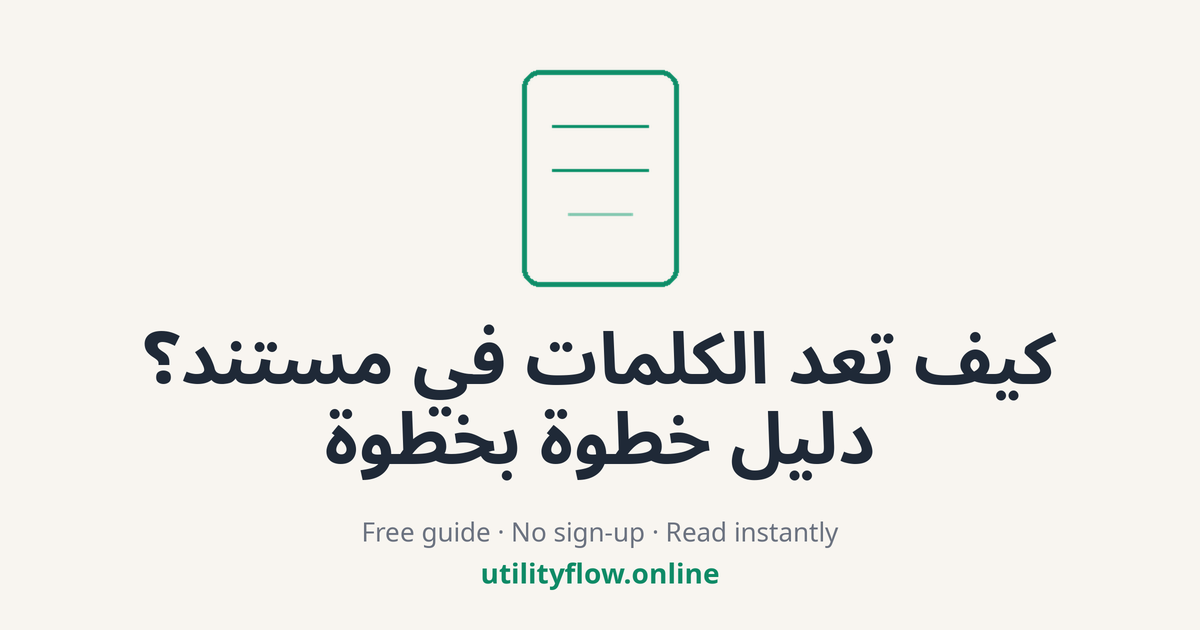 كيف تعد الكلمات في مستند؟
دليل خطوة بخطوة
Free guide · No sign-up · Read instantly
utilityflow.online